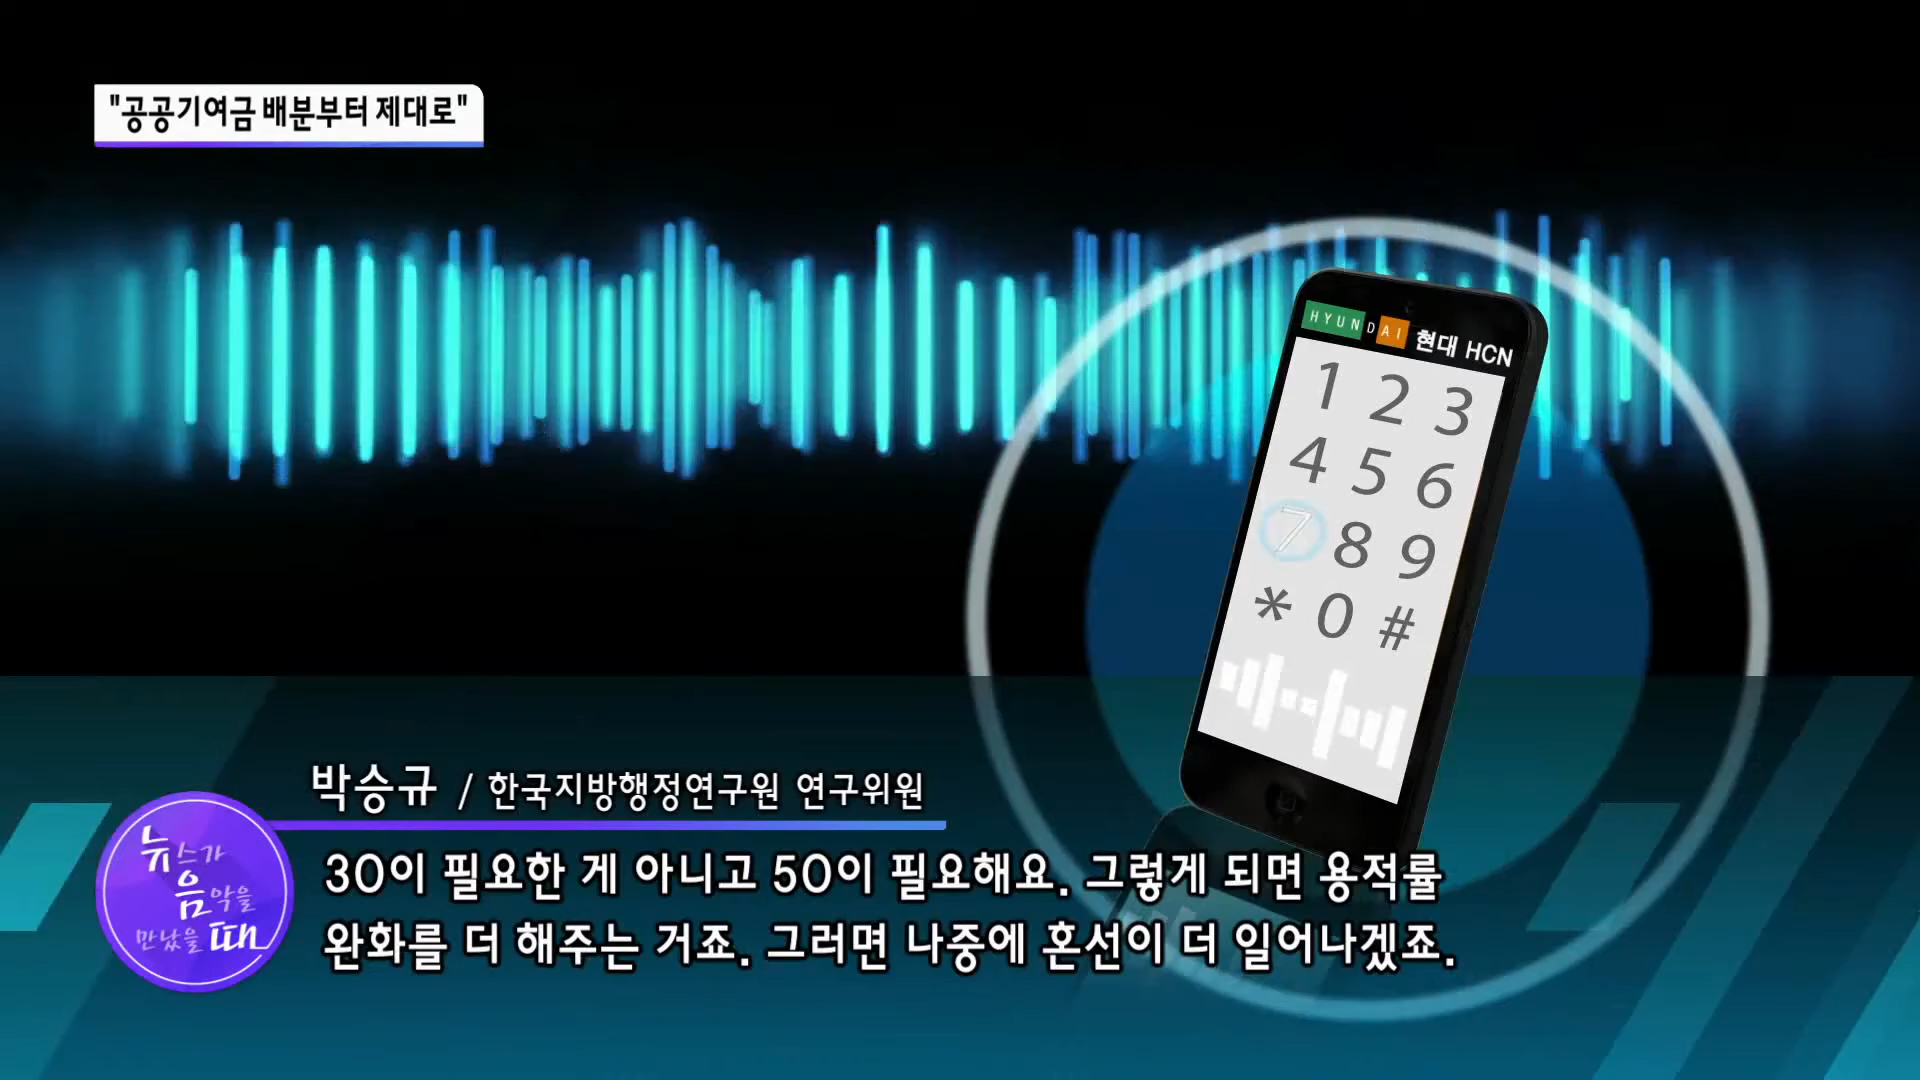 "공공기여금 배분부터 제대로"
HYUNDAI 현대 HCN
1 2 3
4 5 6
7 8 9
* 0 #
박승규 / 한국지방행정연구원 연구위원
뉴스가
음악을
만났을 때
30이 필요한 게 아니고 50이 필요해요. 그렇게 되면 용적률
완화를 더 해주는 거죠. 그러면 나중에 혼선이 더 일어나겠죠.